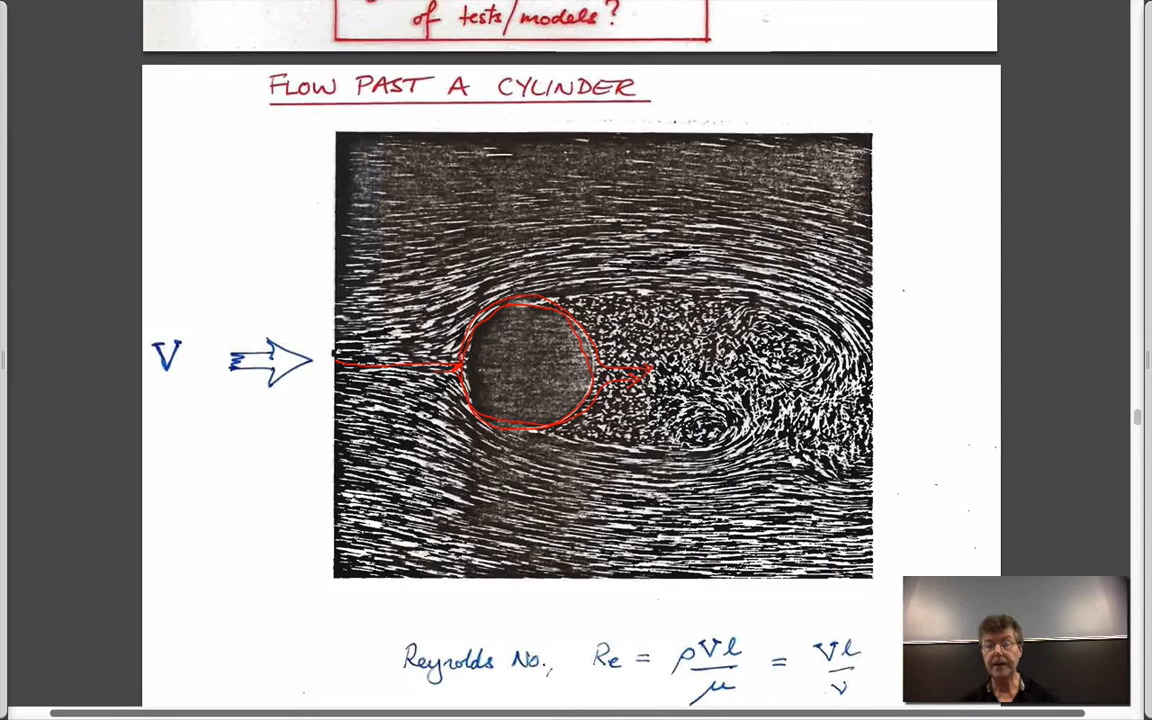 of tests/models?
FLOW PAST A CYLINDER
V
Reynolds No., Re = ρVl/μ = Vl/ν